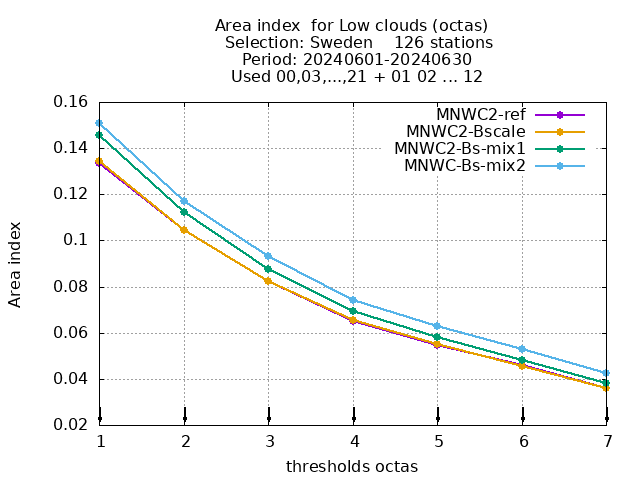 Area index  for Low clouds (octas)
Selection: Sweden    126 stations
Period: 20240601-20240630
Used 00,03,...,21 + 01 02 ... 12
MNWC2-ref
MNWC2-Bscale
MNWC2-Bs-mix1
MNWC-Bs-mix2
0.16
0.14
0.12
0.1
0.08
0.06
0.04
0.02
Area index
1 2 3 4 5 6 7
thresholds octas